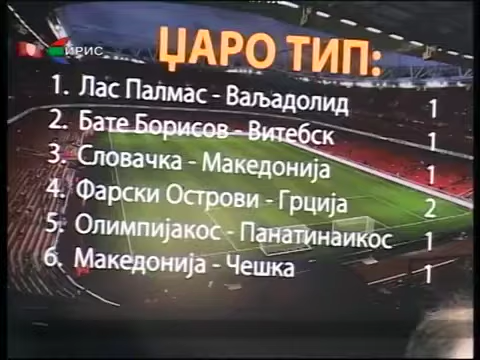 ИРИС
ЏАРО ТИП:
1. Лас Палмас - Ваљадолид 1
2. Бате Борисов - Витебск 1
3. Словачка - Македонија 1
4. Фарски Острови - Грција 2
5. Олимпијакос - Панатинаикос 1
6. Македонија - Чешка 1